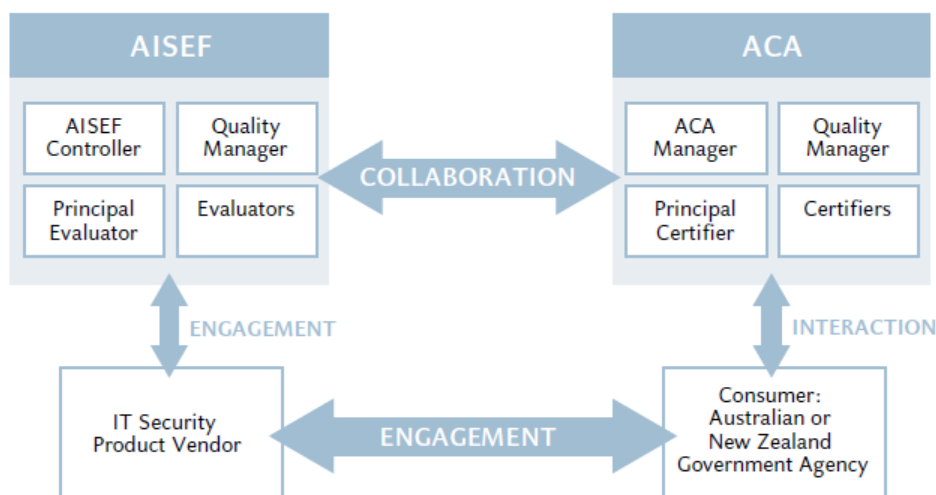 AISEF
ACA
AISEF
Controller
Quality
Manager
Principal
Evaluator
Evaluators
COLLABORATION
ACA
Manager
Quality
Manager
Principal
Certifier
Certifiers
ENGAGEMENT
INTERACTION
IT Security
Product Vendor
ENGAGEMENT
Consumer:
Australian or
New Zealand
Government Agency